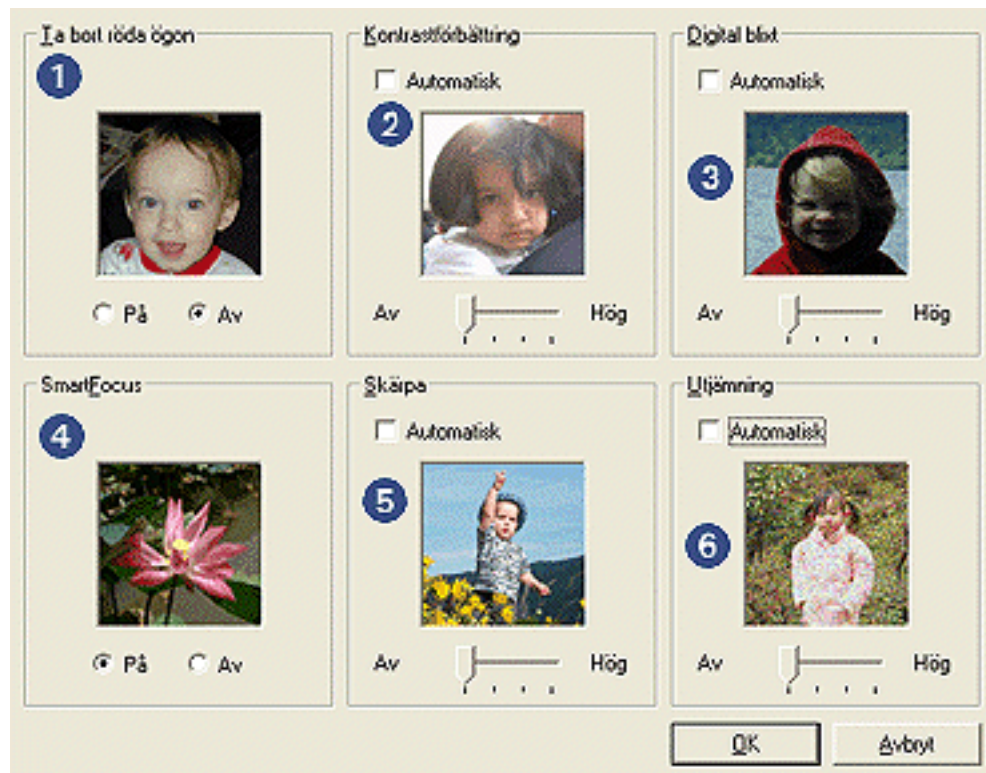 Ta bort röda ögon
1
På Av
Kontrastförbättring
Automatisk
2
Av Hög
Digital blixt
Automatisk
3
Av Hög
SmartFocus
4
På Av
Skärpa
Automatisk
5
Av Hög
Utjämning
Automatisk
6
Av Hög
OK
Avbryt